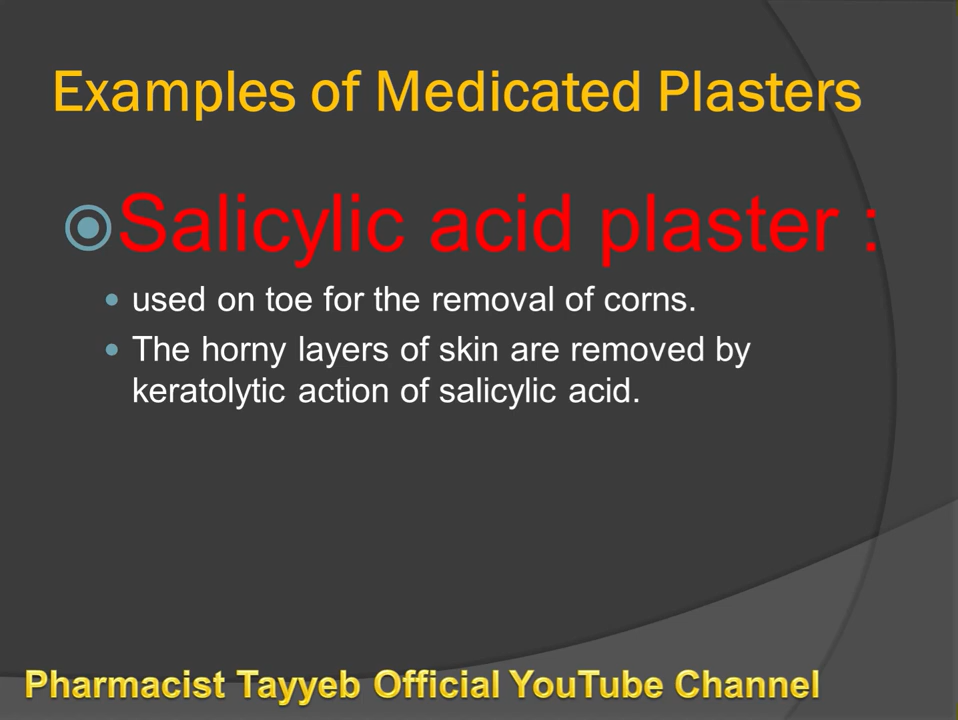 Examples of Medicated Plasters
Salicylic acid plaster :
used on toe for the removal of corns.
The horny layers of skin are removed by
keratolytic action of salicylic acid.
Pharmacist Tayyeb Official YouTube Channel